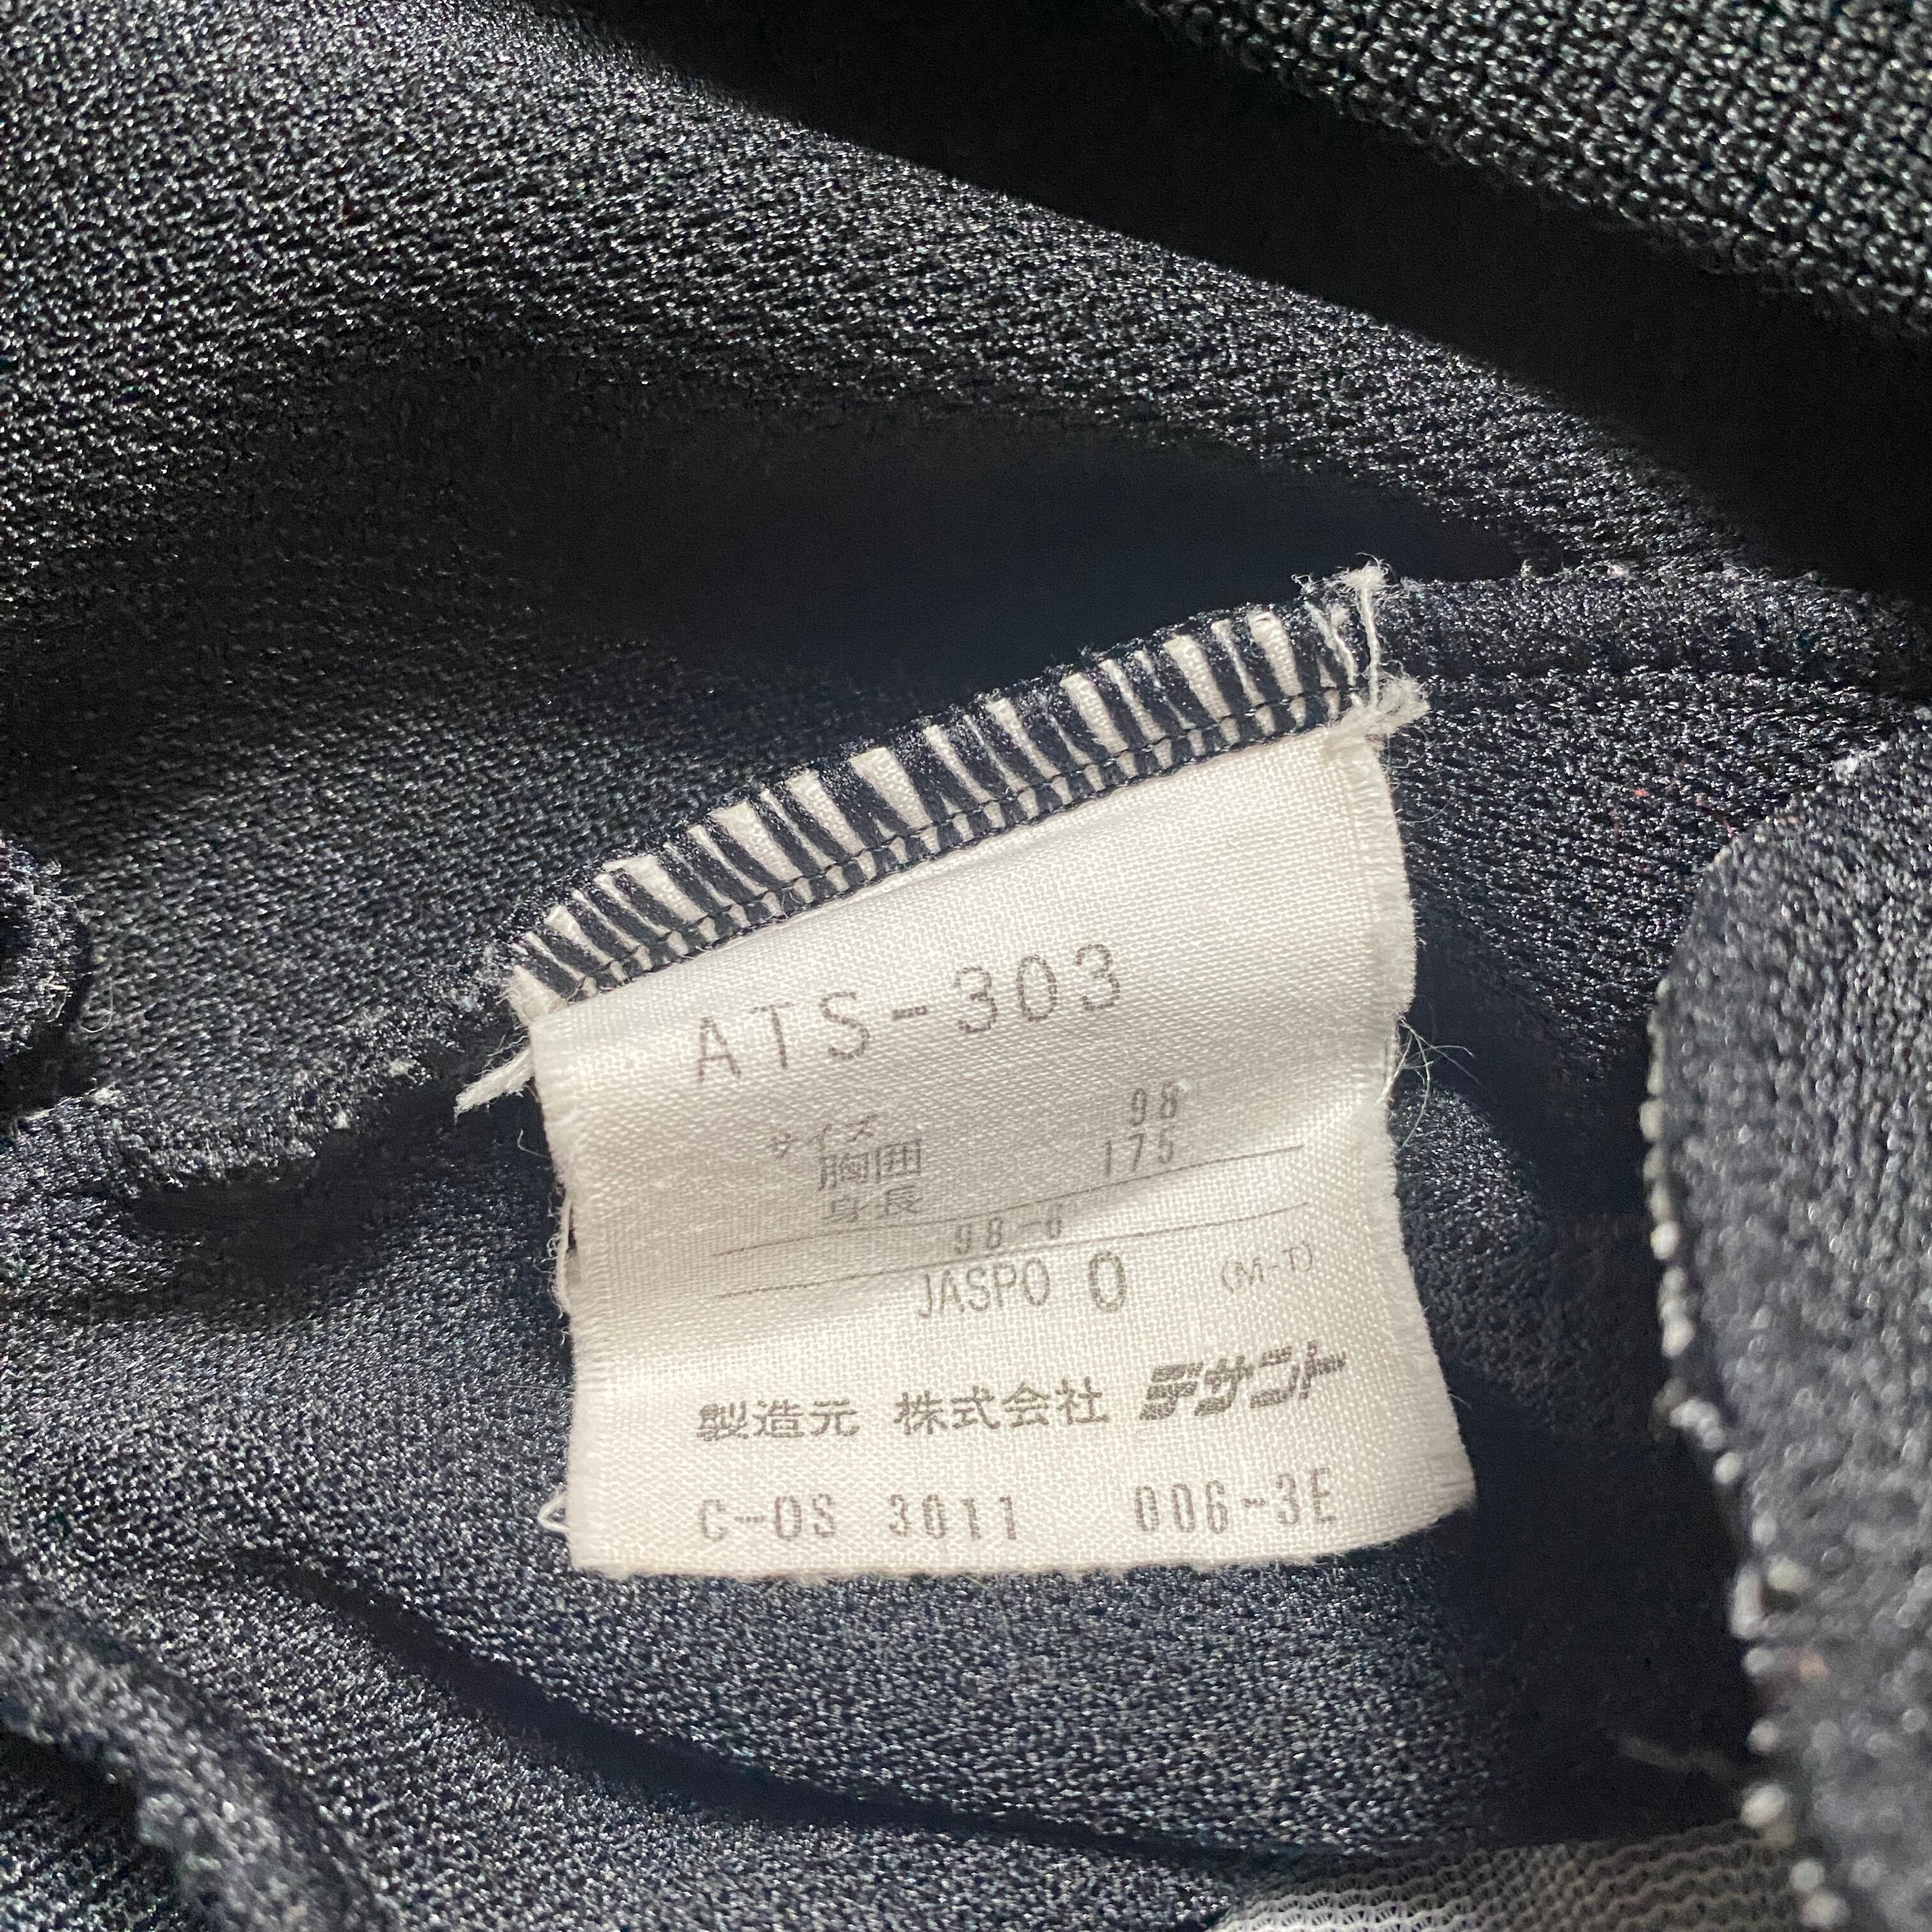 ATS-303
サイズ
胸囲 98
身長 175
98-6
JASPO O (M-T)
製造元 株式会社 デサント
C-OS 3011 006-3E